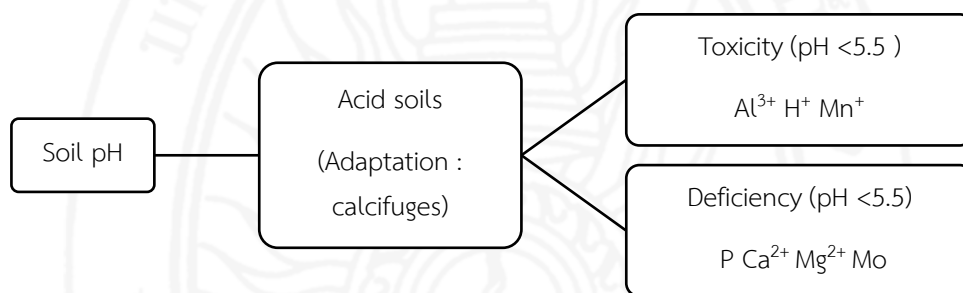 Soil pH
Acid soils
(Adaptation :
calcifuges)
Toxicity (pH <5.5 )
Al³⁺ H⁺ Mn⁺
Deficiency (pH <5.5)
P Ca²⁺ Mg²⁺ Mo